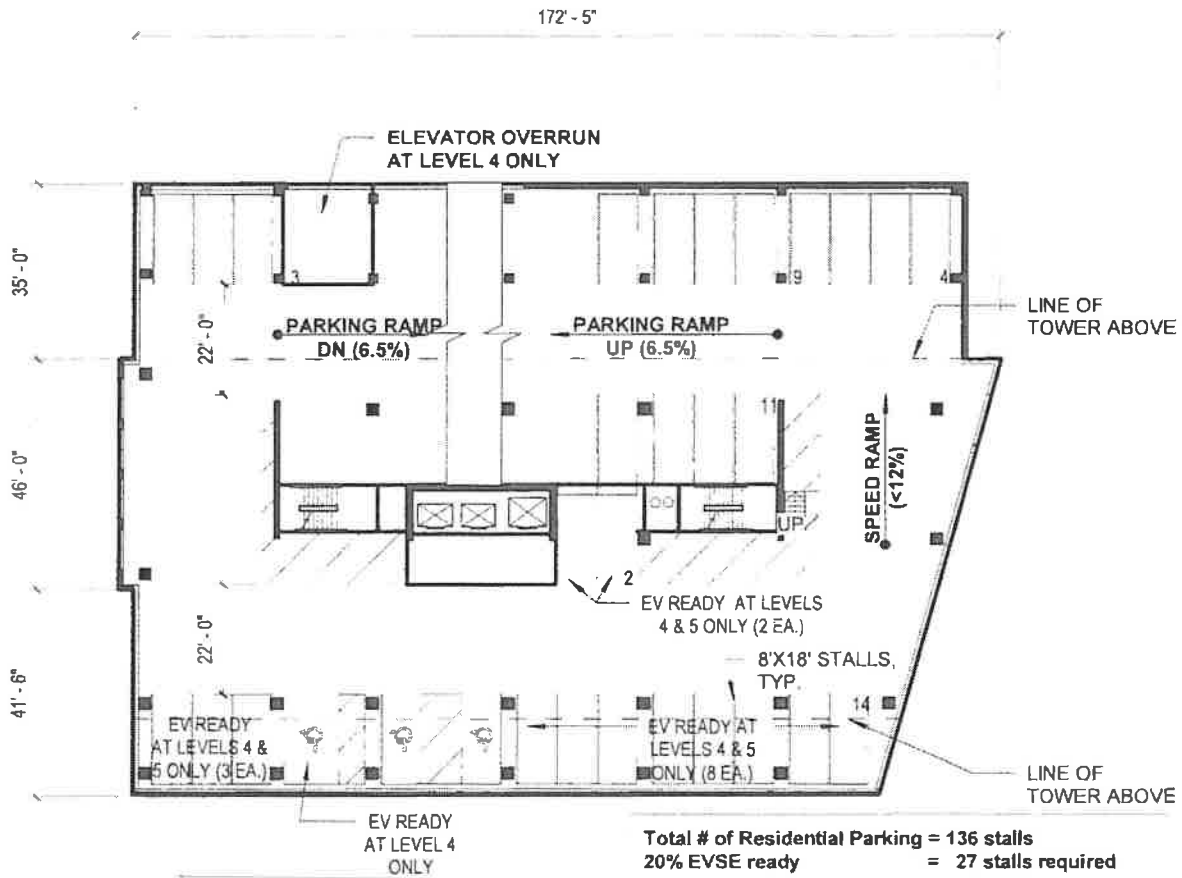 172' - 5"
ELEVATOR OVERRUN
AT LEVEL 4 ONLY
35' - 0"
3
9
4
LINE OF
TOWER ABOVE
PARKING RAMP
DN (6.5%)
PARKING RAMP
UP (6.5%)
22' - 0"
11
SPEED RAMP
(<12%)
46' - 0"
UP
2
EV READY AT LEVELS
4 & 5 ONLY (2 EA.)
22' - 0"
8'X18' STALLS,
TYP.
41' - 6"
14
EV READY
AT LEVELS 4 &
5 ONLY (3 EA.)
EV READY AT
LEVELS 4 & 5
ONLY (8 EA.)
LINE OF
TOWER ABOVE
EV READY
AT LEVEL 4
ONLY
Total # of Residential Parking = 136 stalls
20% EVSE ready = 27 stalls required